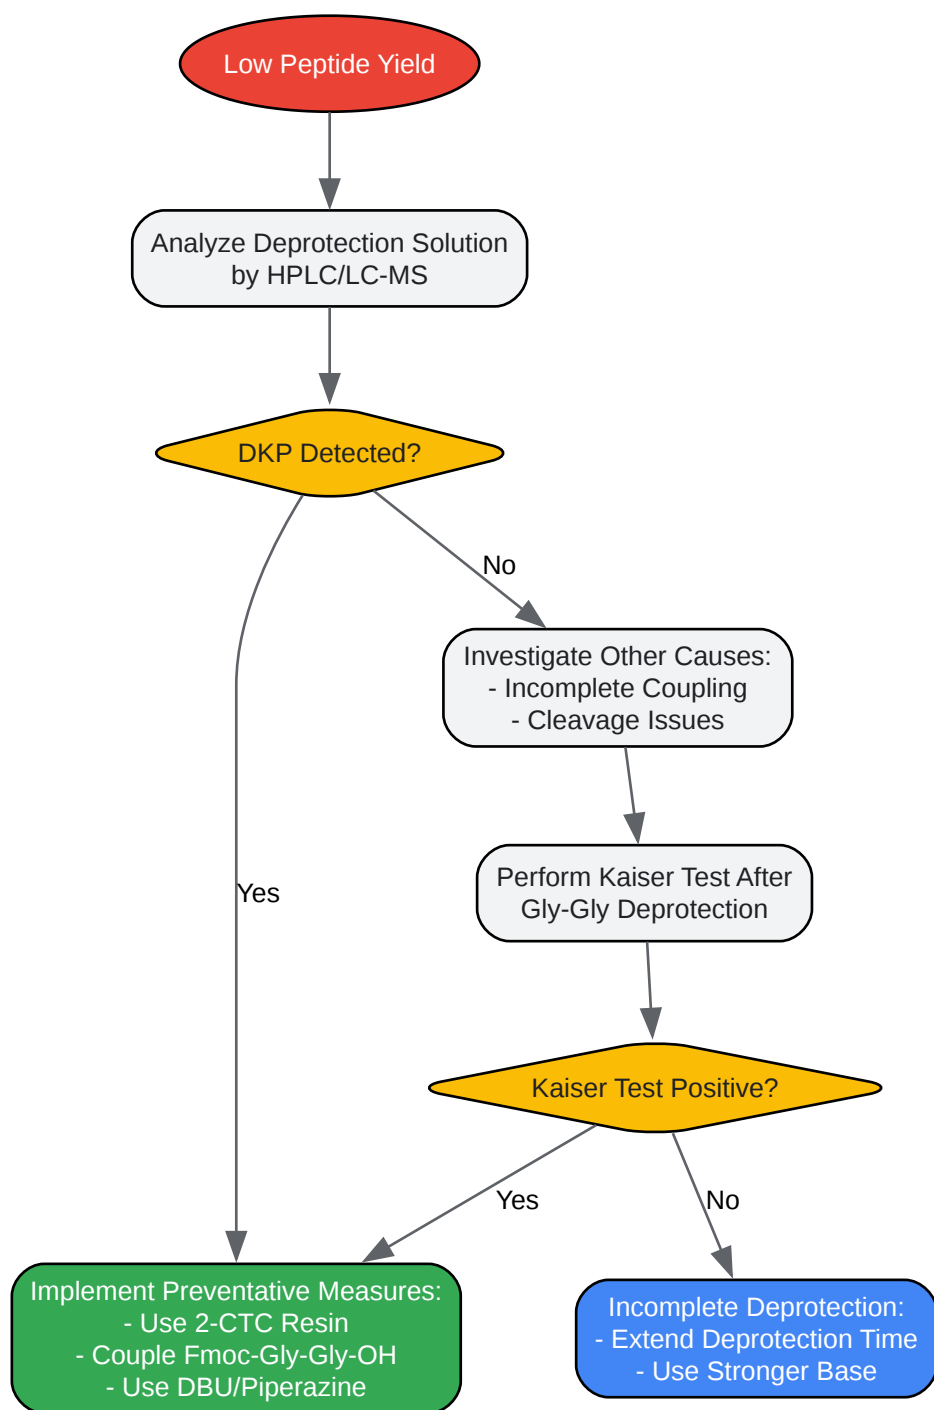 Low Peptide Yield
Analyze Deprotection Solution
by HPLC/LC-MS
DKP Detected?
No
Investigate Other Causes:
- Incomplete Coupling
- Cleavage Issues
Yes
Perform Kaiser Test After
Gly-Gly Deprotection
Kaiser Test Positive?
Yes
No
Implement Preventative Measures:
- Use 2-CTC Resin
- Couple Fmoc-Gly-Gly-OH
- Use DBU/Piperazine
Incomplete Deprotection:
- Extend Deprotection Time
- Use Stronger Base